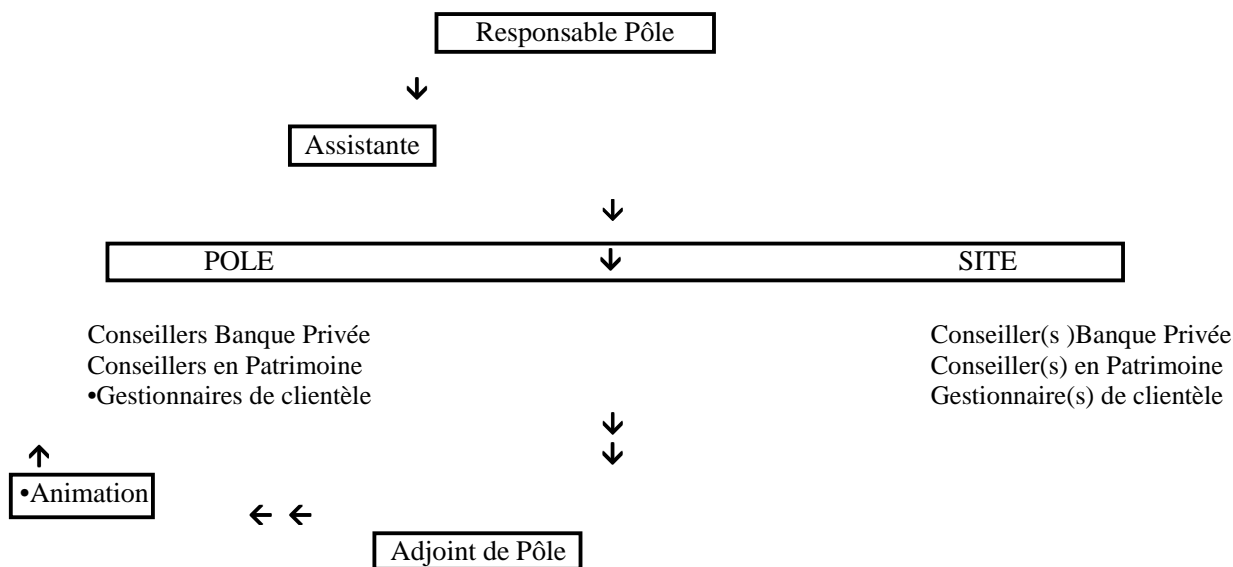 Responsable Pôle
Assistante
POLE SITE
Conseillers Banque Privée
Conseillers en Patrimoine
•Gestionnaires de clientèle
Conseiller(s )Banque Privée
Conseiller(s) en Patrimoine
Gestionnaire(s) de clientèle
•Animation
Adjoint de Pôle